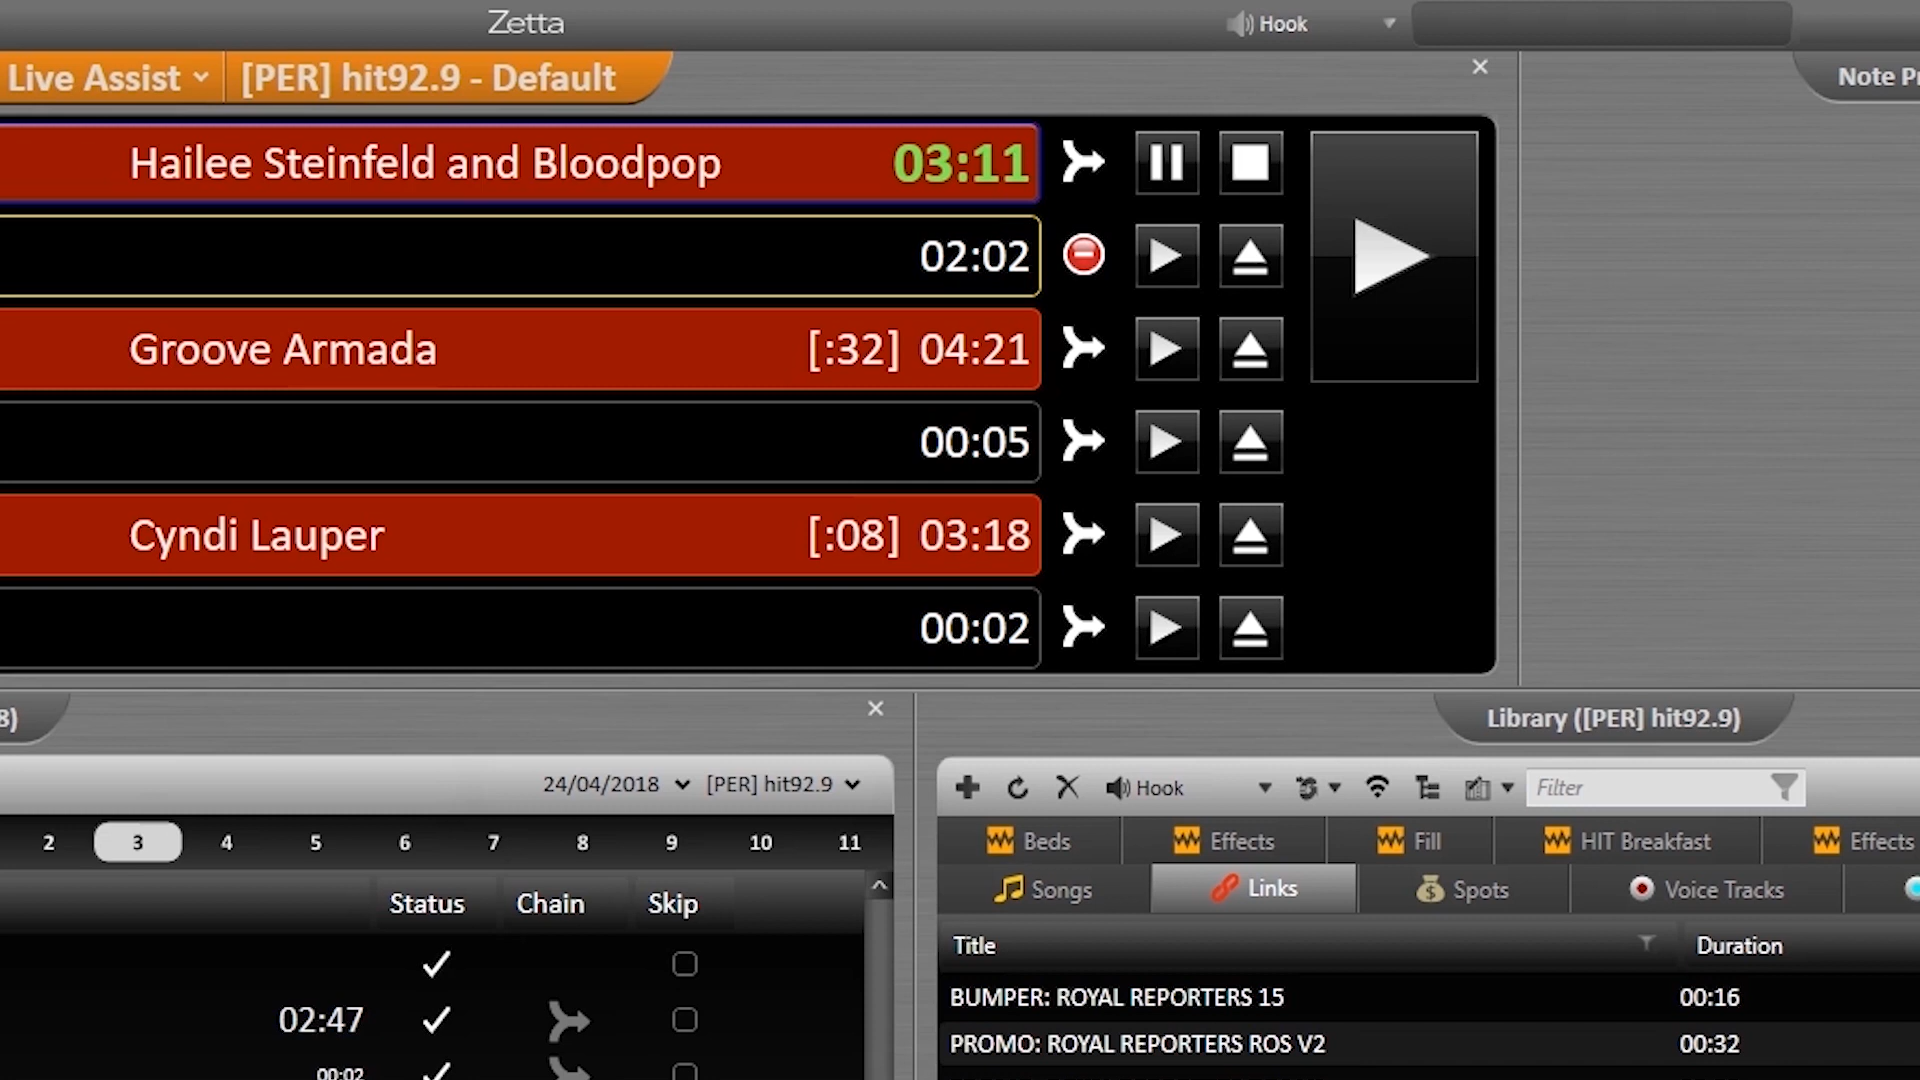 Zetta
Hook
Live Assist
[PER] hit92.9 - Default
Note Pr
Hailee Steinfeld and Bloodpop 03:11
02:02
Groove Armada [:32] 04:21
00:05
Cyndi Lauper [:08] 03:18
00:02
8)
Library ([PER] hit92.9)
24/04/2018 [PER] hit92.9
Hook
Filter
2 3 4 5 6 7 8 9 10 11
Beds Effects Fill HIT Breakfast Effects
Songs Links Spots Voice Tracks
Status Chain Skip
Title Duration
BUMPER: ROYAL REPORTERS 15 00:16
02:47
PROMO: ROYAL REPORTERS ROS V2 00:32
00:02